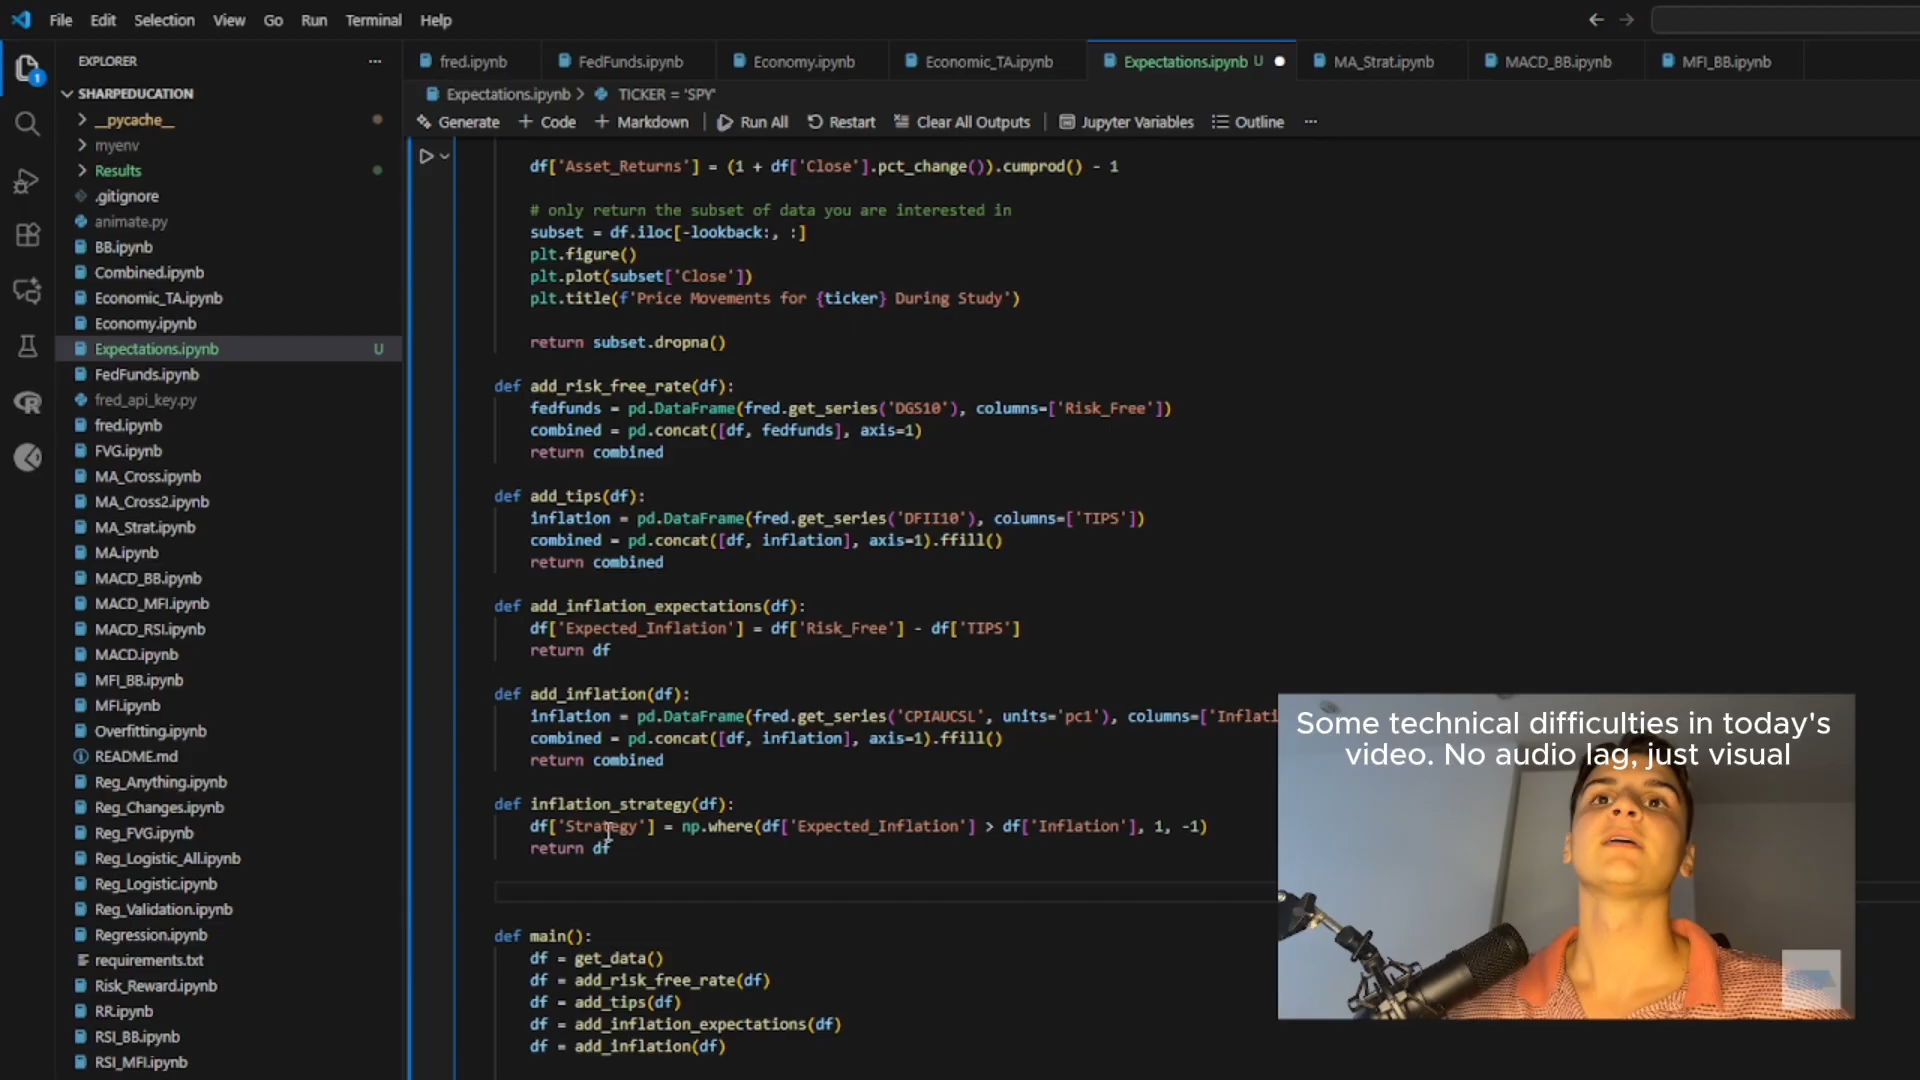 File Edit Selection View Go Run Terminal Help
EXPLORER
SHARPEDUCATION
__pycache__
myenv
Results
.gitignore
animate.py
BB.ipynb
Combined.ipynb
Economic_TA.ipynb
Economy.ipynb
Expectations.ipynb U
FedFunds.ipynb
fred_api_key.py
fred.ipynb
FVG.ipynb
MA_Cross.ipynb
MA_Cross2.ipynb
MA_Strat.ipynb
MA.ipynb
MACD_BB.ipynb
MACD_MFI.ipynb
MACD_RSI.ipynb
MACD.ipynb
MFI_BB.ipynb
MFI.ipynb
Overfitting.ipynb
README.md
Reg_Anything.ipynb
Reg_Changes.ipynb
Reg_FVG.ipynb
Reg_Logistic_All.ipynb
Reg_Logistic.ipynb
Reg_Validation.ipynb
Regression.ipynb
requirements.txt
Risk_Reward.ipynb
RR.ipynb
RSI_BB.ipynb
RSI_MFI.ipynb
1
fred.ipynb FedFunds.ipynb Economy.ipynb Economic_TA.ipynb Expectations.ipynb U MA_Strat.ipynb MACD_BB.ipynb MFI_BB.ipynb
Expectations.ipynb > TICKER = 'SPY'
Generate + Code + Markdown Run All Restart Clear All Outputs Jupyter Variables Outline ...
df['Asset_Returns'] = (1 + df['Close'].pct_change()).cumprod() - 1
# only return the subset of data you are interested in
subset = df.iloc[-lookback:, :]
plt.figure()
plt.plot(subset['Close'])
plt.title(f'Price Movements for {ticker} During Study')
return subset.dropna()
def add_risk_free_rate(df):
fedfunds = pd.DataFrame(fred.get_series('DGS10'), columns=['Risk_Free'])
combined = pd.concat([df, fedfunds], axis=1)
return combined
def add_tips(df):
inflation = pd.DataFrame(fred.get_series('DFII10'), columns=['TIPS'])
combined = pd.concat([df, inflation], axis=1).ffill()
return combined
def add_inflation_expectations(df):
df['Expected_Inflation'] = df['Risk_Free'] - df['TIPS']
return df
def add_inflation(df):
inflation = pd.DataFrame(fred.get_series('CPIAUCSL', units='pc1'), columns=['Inflati
combined = pd.concat([df, inflation], axis=1).ffill()
return combined
def inflation_strategy(df):
df['Strategy'] = np.where(df['Expected_Inflation'] > df['Inflation'], 1, -1)
return df
def main():
df = get_data()
df = add_risk_free_rate(df)
df = add_tips(df)
df = add_inflation_expectations(df)
df = add_inflation(df)
Some technical difficulties in today's
video. No audio lag, just visual